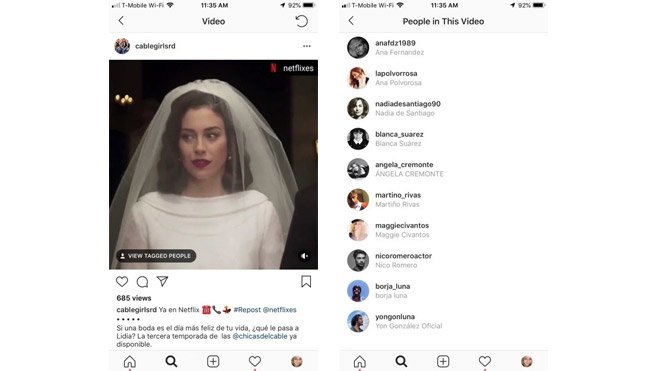 T-Mobile Wi-Fi 11:35 AM 92%
Video
cablegirlsrd
netflixes
VIEW TAGGED PEOPLE
685 views
cablegirlsrd Ya en Netflix ☎️📞💃 #Repost @netflixes
• • • • •
Si una boda es el día más feliz de tu vida, ¿qué le pasa a
Lidia? La tercera temporada de las @chicasdelcable ya
disponible.
T-Mobile Wi-Fi 11:35 AM 92%
People in This Video
anafdz1989
Ana Fernandez
lapolvorrosa
Ana Polvorosa
nadiadesantiago90
Nadia de Santiago
blanca_suarez
Blanca Suárez
angela_cremonte
ÁNGELA CREMONTE
martino_rivas
Martiño Rivas
maggiecivantos
Maggie Civantos
nicoromeroactor
Nico Romero
borja_luna
borja luna
yongonluna
Yon González Oficial